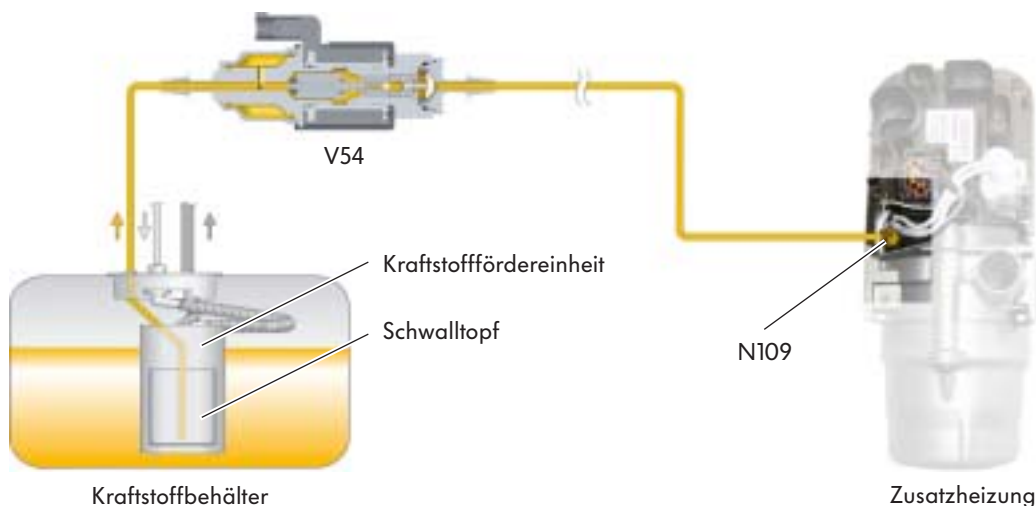 V54
Kraftstofffördereinheit
Schwalltopf
N109
Kraftstoffbehälter
Zusatzheizung